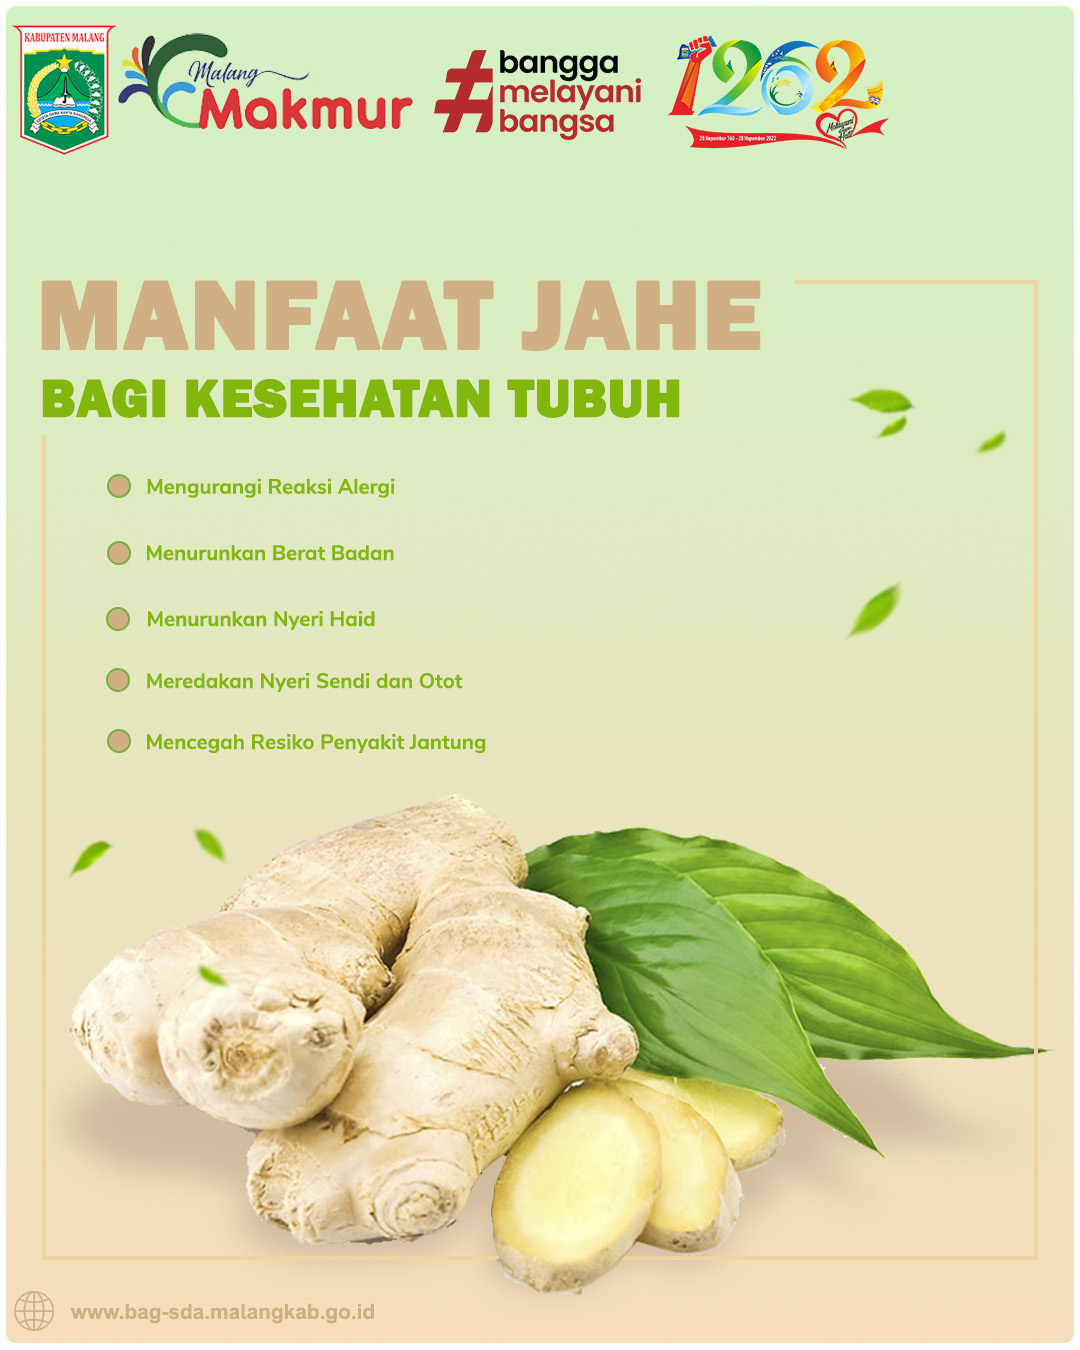 KABUPATEN MALANG
Malang
Makmur
#bangga
melayani
bangsa
1262
28 Nopember 760 - 28 Nopember 2022
MANFAAT JAHE
BAGI KESEHATAN TUBUH
Mengurangi Reaksi Alergi
Menurunkan Berat Badan
Menurunkan Nyeri Haid
Meredakan Nyeri Sendi dan Otot
Mencegah Resiko Penyakit Jantung
www.bag-sda.malangkab.go.id